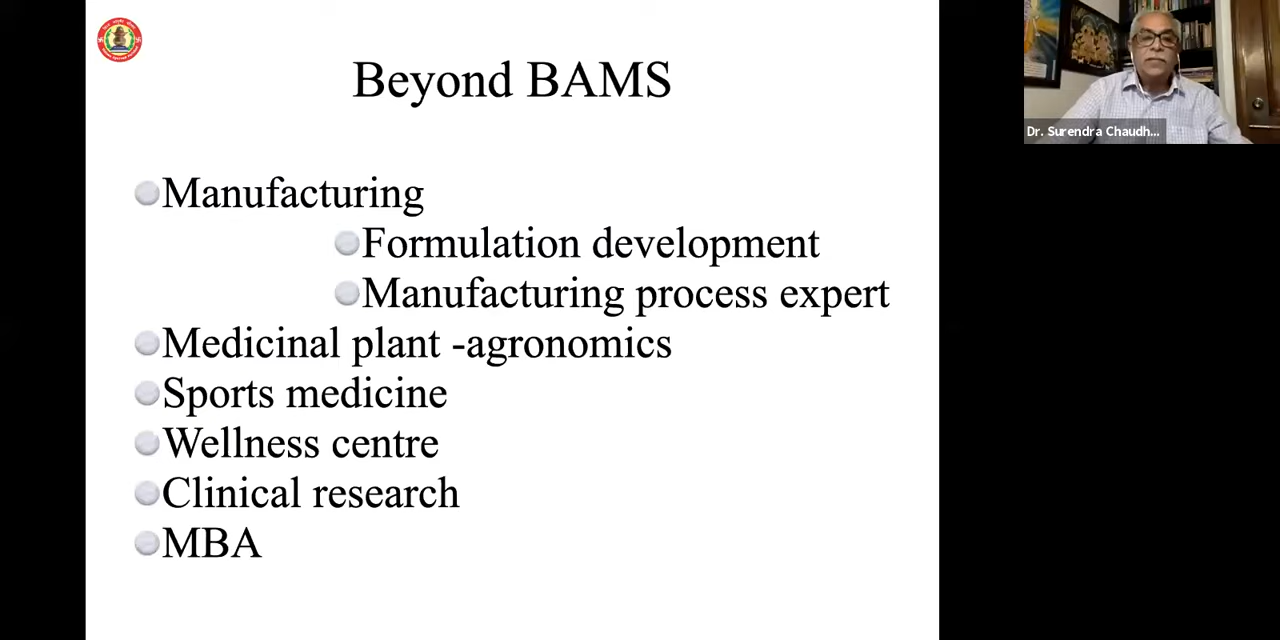 Beyond BAMS
Manufacturing
Formulation development
Manufacturing process expert
Medicinal plant -agronomics
Sports medicine
Wellness centre
Clinical research
MBA
Dr. Surendra Chaudh...